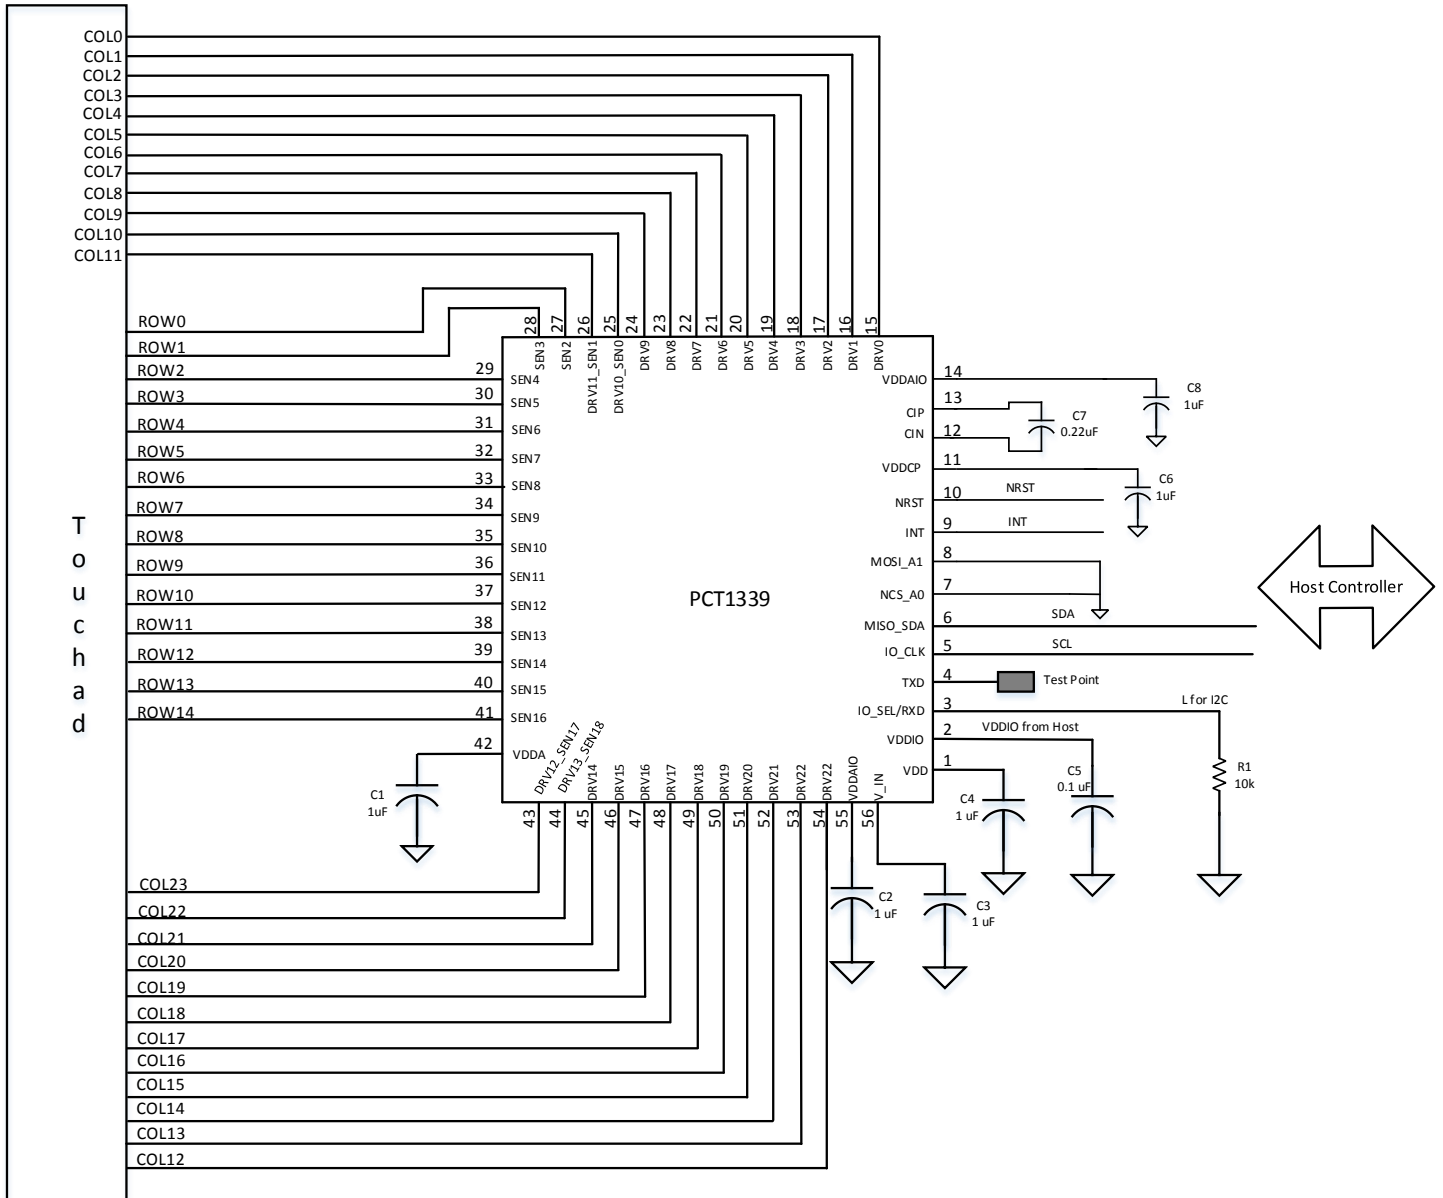 COL0
COL1
COL2
COL3
COL4
COL5
COL6
COL7
COL8
COL9
COL10
COL11
ROW0
ROW1
ROW2
ROW3
ROW4
ROW5
ROW6
ROW7
ROW8
ROW9
ROW10
ROW11
ROW12
ROW13
ROW14
Touchad
28
27
26
25
24
23
22
21
20
19
18
17
16
15
SEN3
SEN2
DRV11_SEN1
DRV10_SEN0
DRV9
DRV8
DRV7
DRV6
DRV5
DRV4
DRV3
DRV2
DRV1
DRV0
29 SEN4
30 SEN5
31 SEN6
32 SEN7
33 SEN8
34 SEN9
35 SEN10
36 SEN11
37 SEN12
38 SEN13
39 SEN14
40 SEN15
41 SEN16
42 VDDA
PCT1339
VDDAIO 14
CIP 13
CIN 12
VDDCP 11
NRST 10 NRST
INT 9 INT
MOSI_A1 8
NCS_A0 7
MISO_SDA 6 SDA
IO_CLK 5 SCL
TXD 4 Test Point
IO_SEL/RXD 3 L for I2C
VDDIO 2 VDDIO from Host
VDD 1
C8
1uF
C7
0.22uF
C6
1uF
Host Controller
R1
10k
C5
0.1 uF
C4
1 uF
C3
1 uF
C2
1 uF
C1
1uF
DRV12_SEN17
DRV13_SEN18
DRV14
DRV15
DRV16
DRV17
DRV18
DRV19
DRV20
DRV21
DRV22
DRV22
VDDAIO
V_IN
43
44
45
46
47
48
49
50
51
52
53
54
55
56
COL23
COL22
COL21
COL20
COL19
COL18
COL17
COL16
COL15
COL14
COL13
COL12